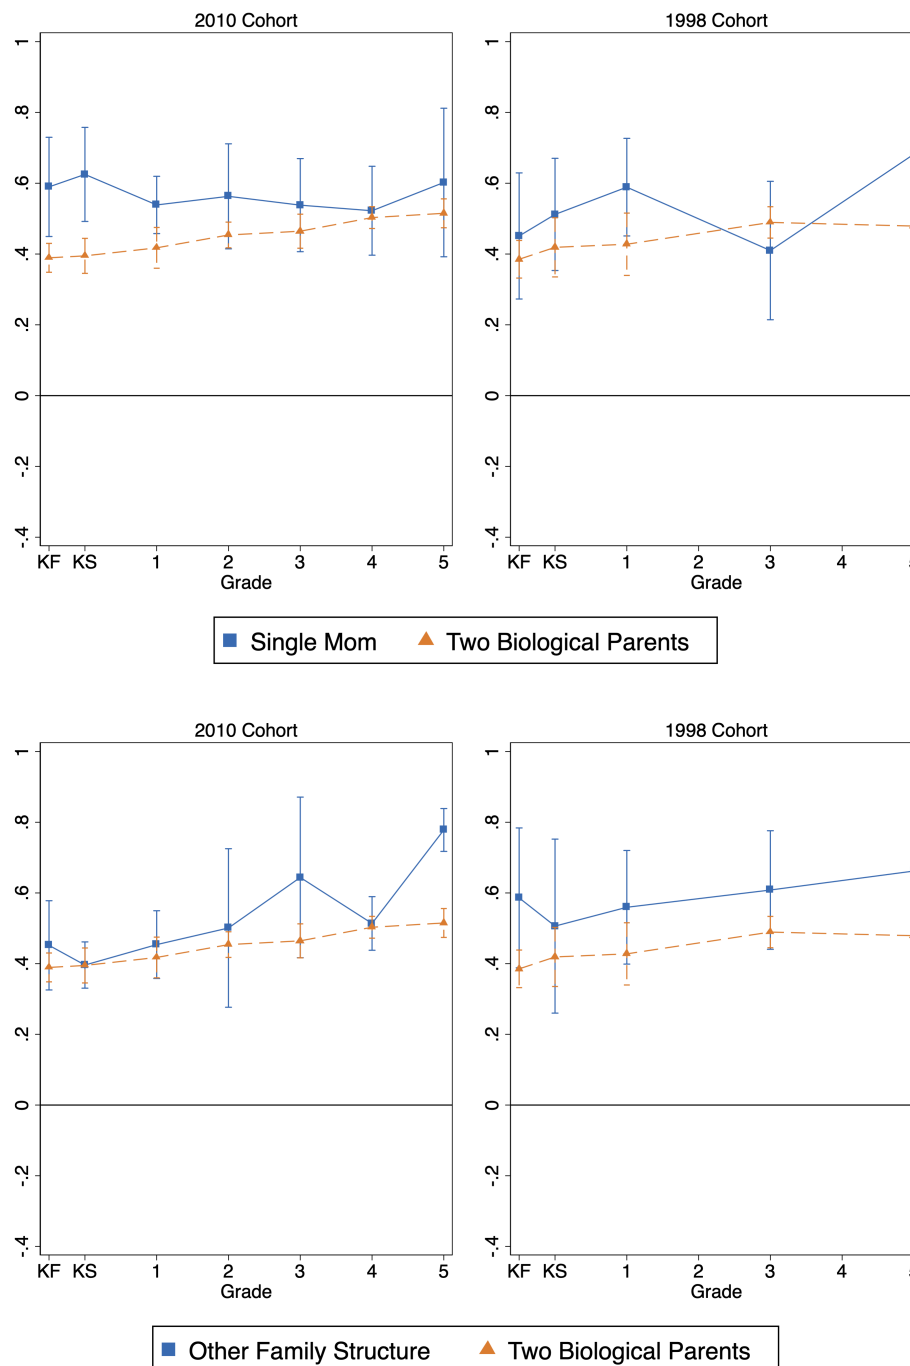 2010 Cohort
1998 Cohort
1
.8
.6
.4
.2
0
-.2
-.4
KF KS 1 2 3 4 5
Grade
1
.8
.6
.4
.2
0
-.2
-.4
KF KS 1 2 3 4
Grade
Single Mom Two Biological Parents
2010 Cohort
1998 Cohort
1
.8
.6
.4
.2
0
-.2
-.4
KF KS 1 2 3 4 5
Grade
1
.8
.6
.4
.2
0
-.2
-.4
KF KS 1 2 3 4
Grade
Other Family Structure Two Biological Parents